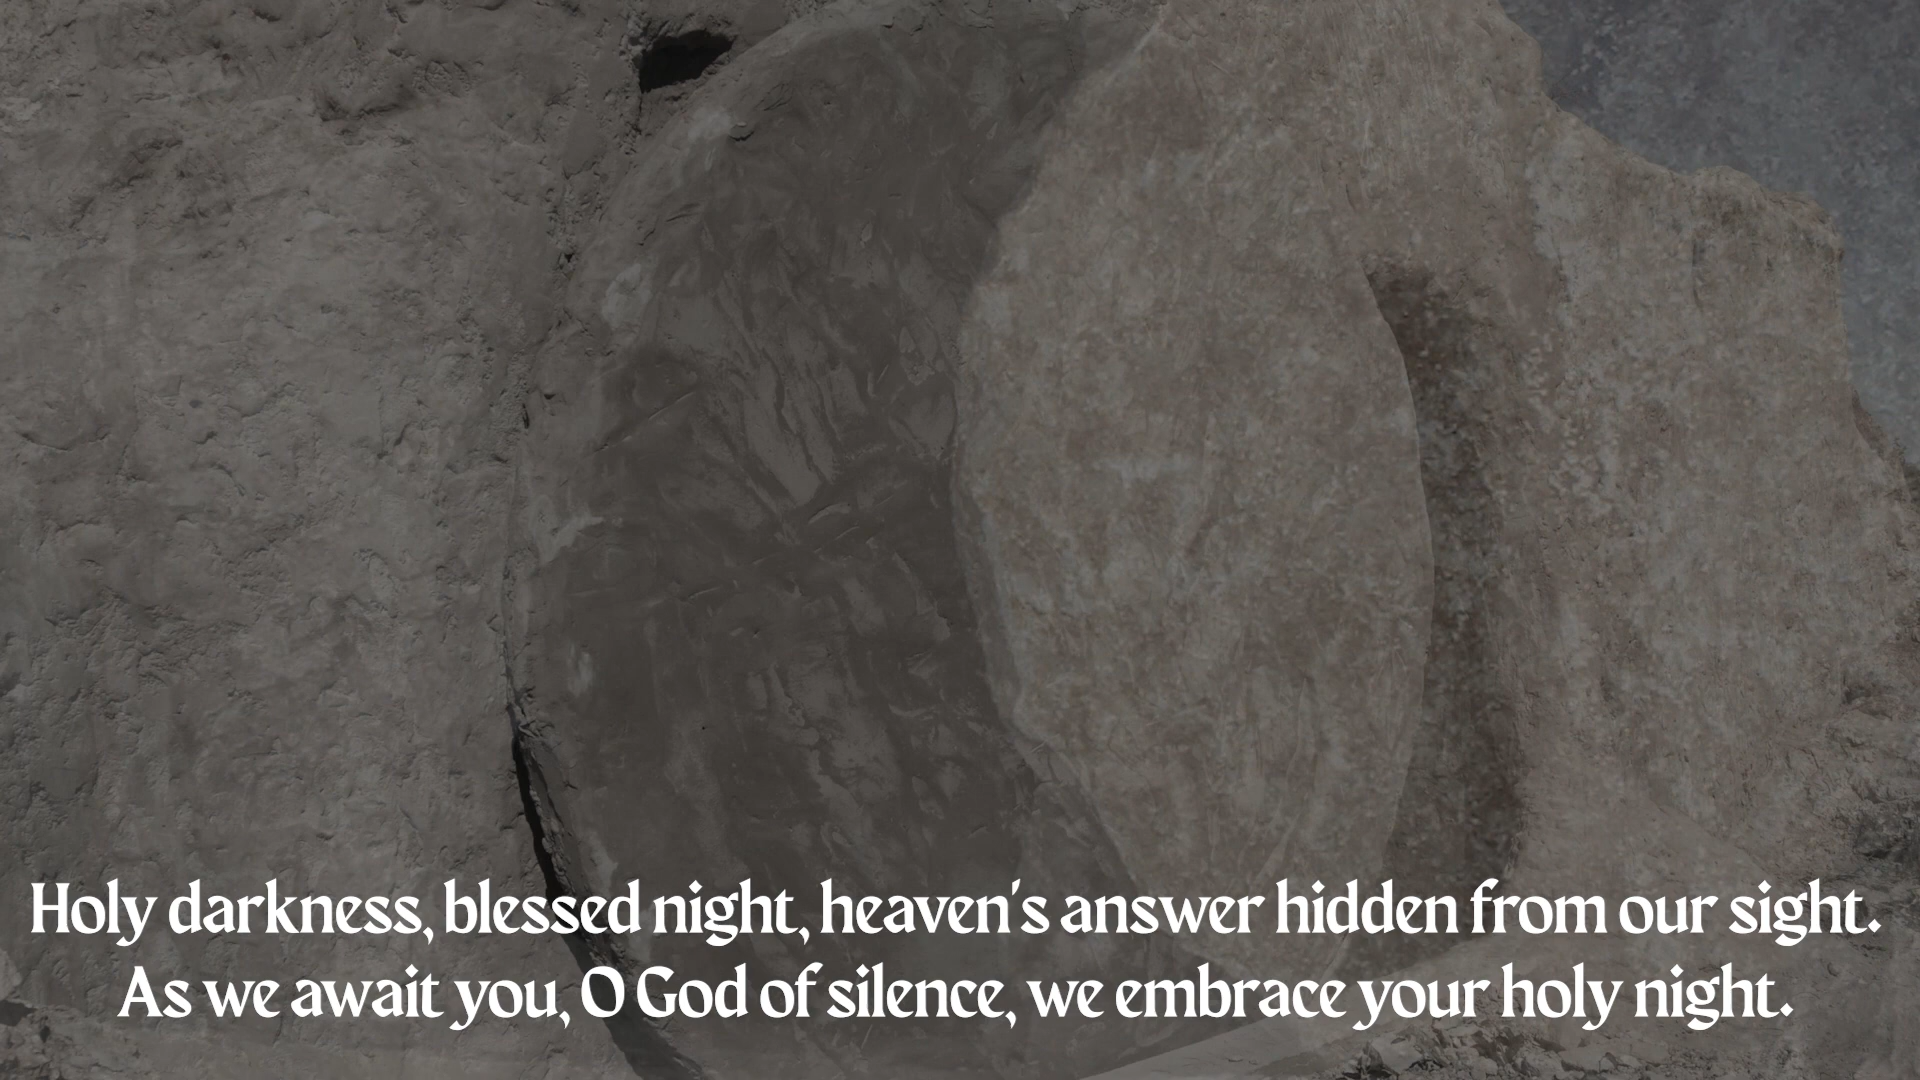 Holy darkness, blessed night, heaven's answer hidden from our sight.
As we await you, O God of silence, we embrace your holy night.